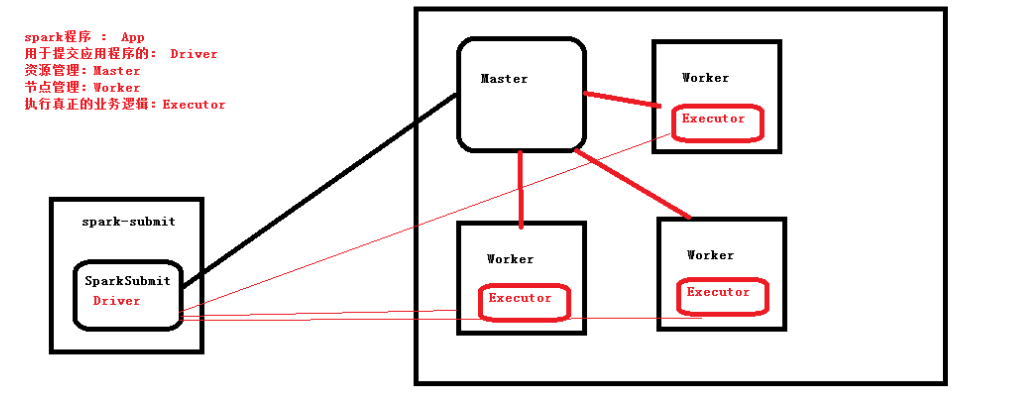 spark程序 : App
用于提交应用程序的: Driver
资源管理:Master
节点管理:Worker
执行真正的业务逻辑:Executor
Master
Worker
Executor
spark-submit
SparkSubmit
Driver
Worker
Executor
Worker
Executor